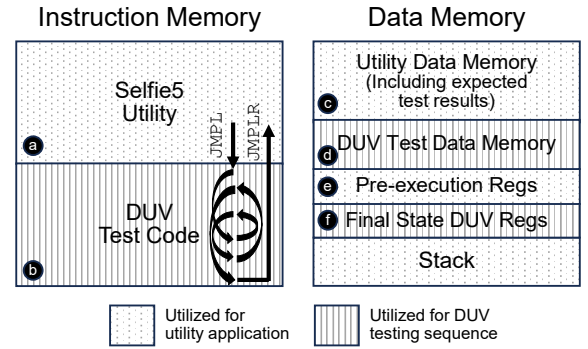 Instruction Memory
Data Memory
Selfie5
Utility
a
JMPL
JMPLR
DUV
Test Code
b
Utility Data Memory
(Including expected
test results)
c
DUV Test Data Memory
d
Pre-execution Regs
e
Final State DUV Regs
f
Stack
Utilized for
utility application
Utilized for DUV
testing sequence